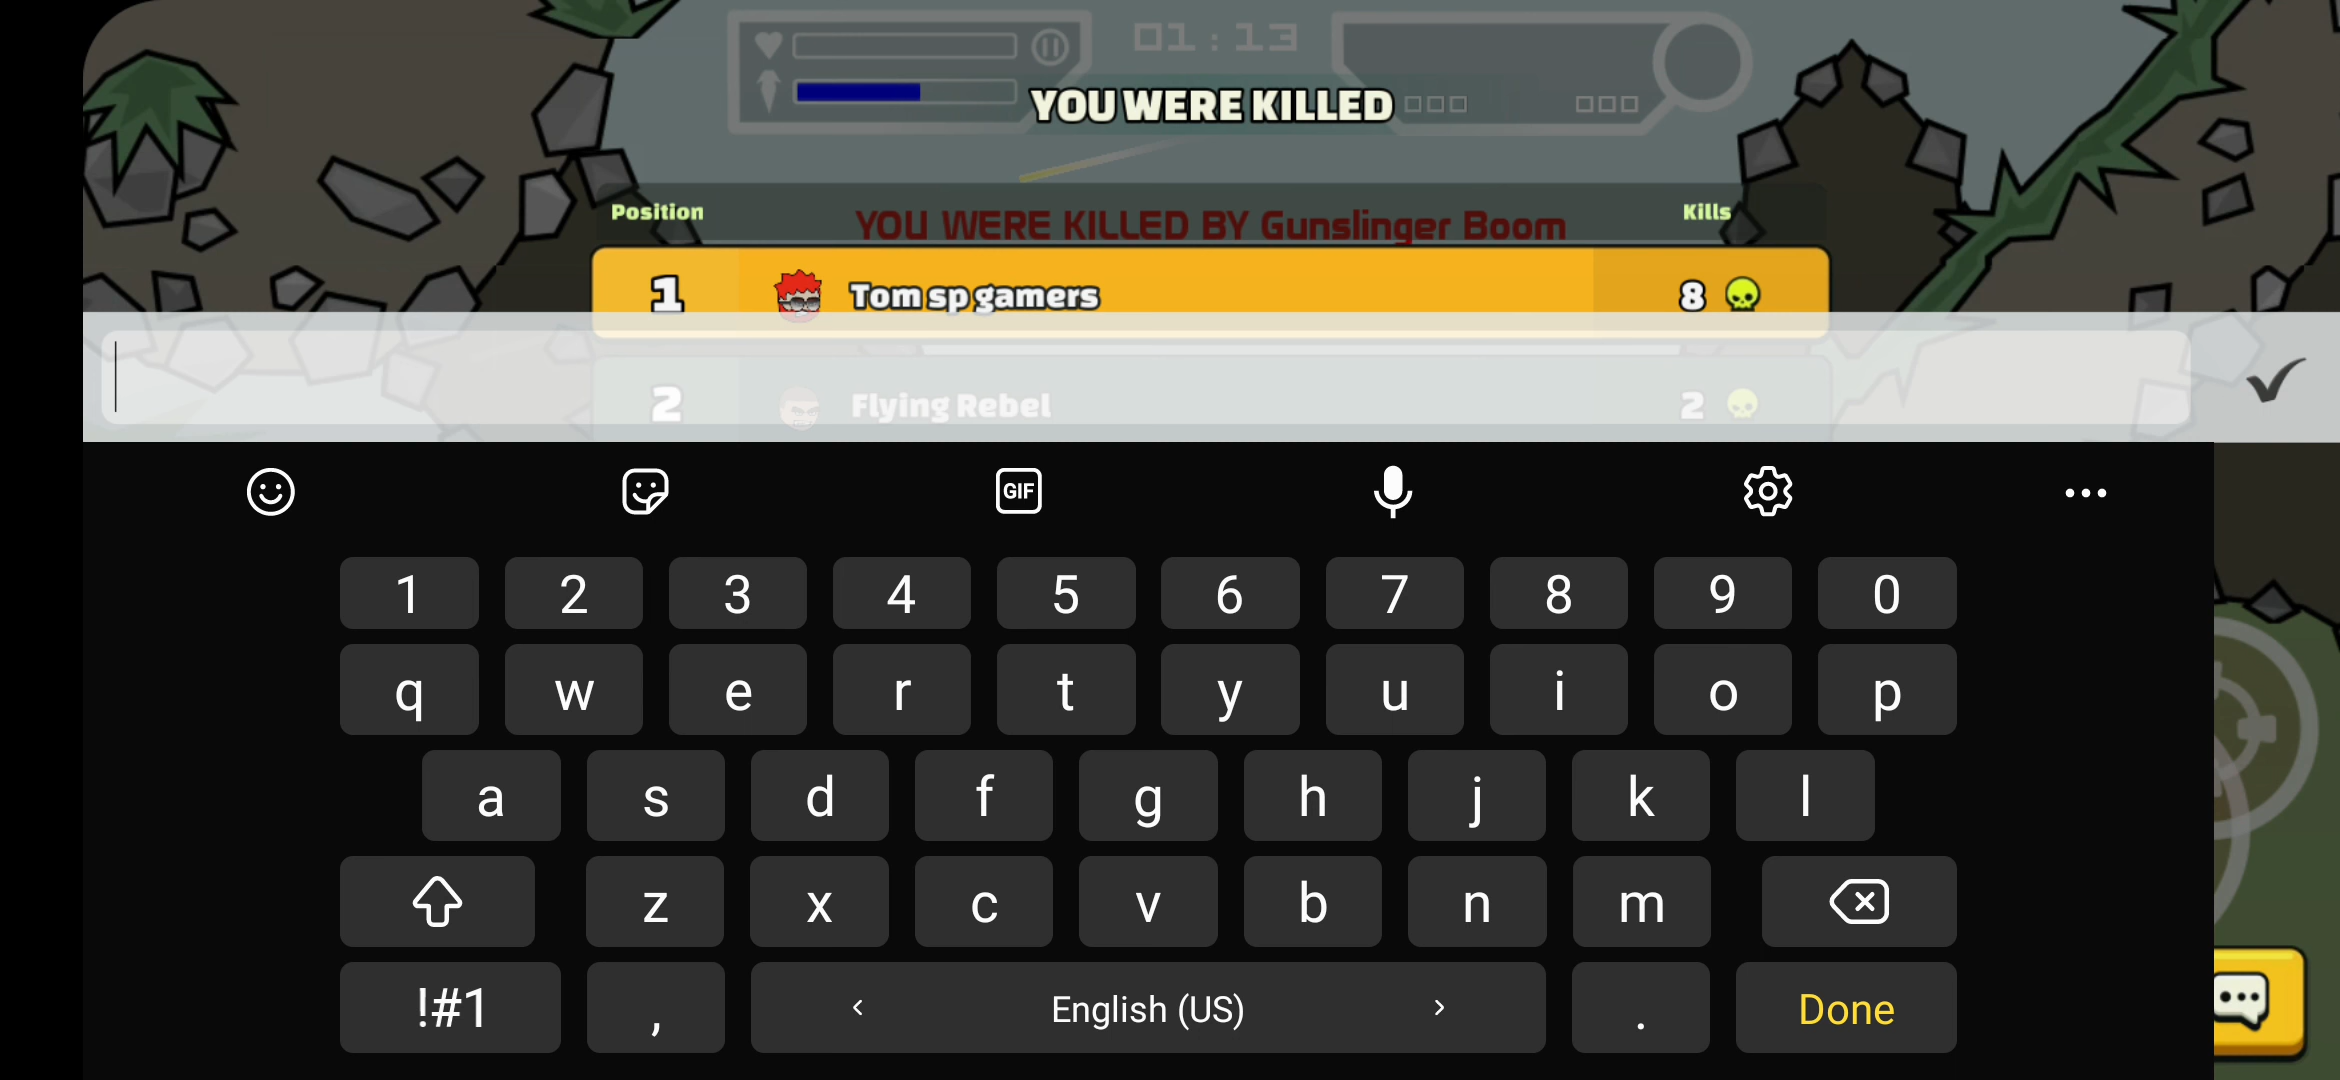 01:13
YOU WERE KILLED
Position
Kills
YOU WERE KILLED BY Gunslinger Boom
1 Tom sp gamers 8
2 Flying Rebel 2
GIF
1 2 3 4 5 6 7 8 9 0
q w e r t y u i o p
a s d f g h j k l
z x c v b n m
!#1 , < English (US) > . Done